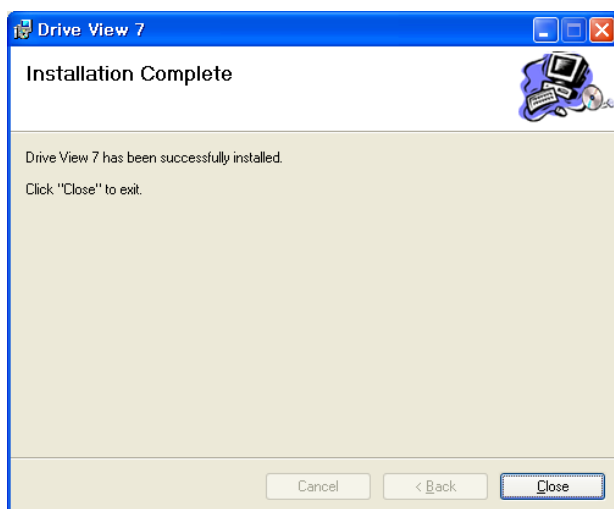 Drive View 7
Installation Complete
Drive View 7 has been successfully installed.
Click "Close" to exit.
Cancel
< Back
Close